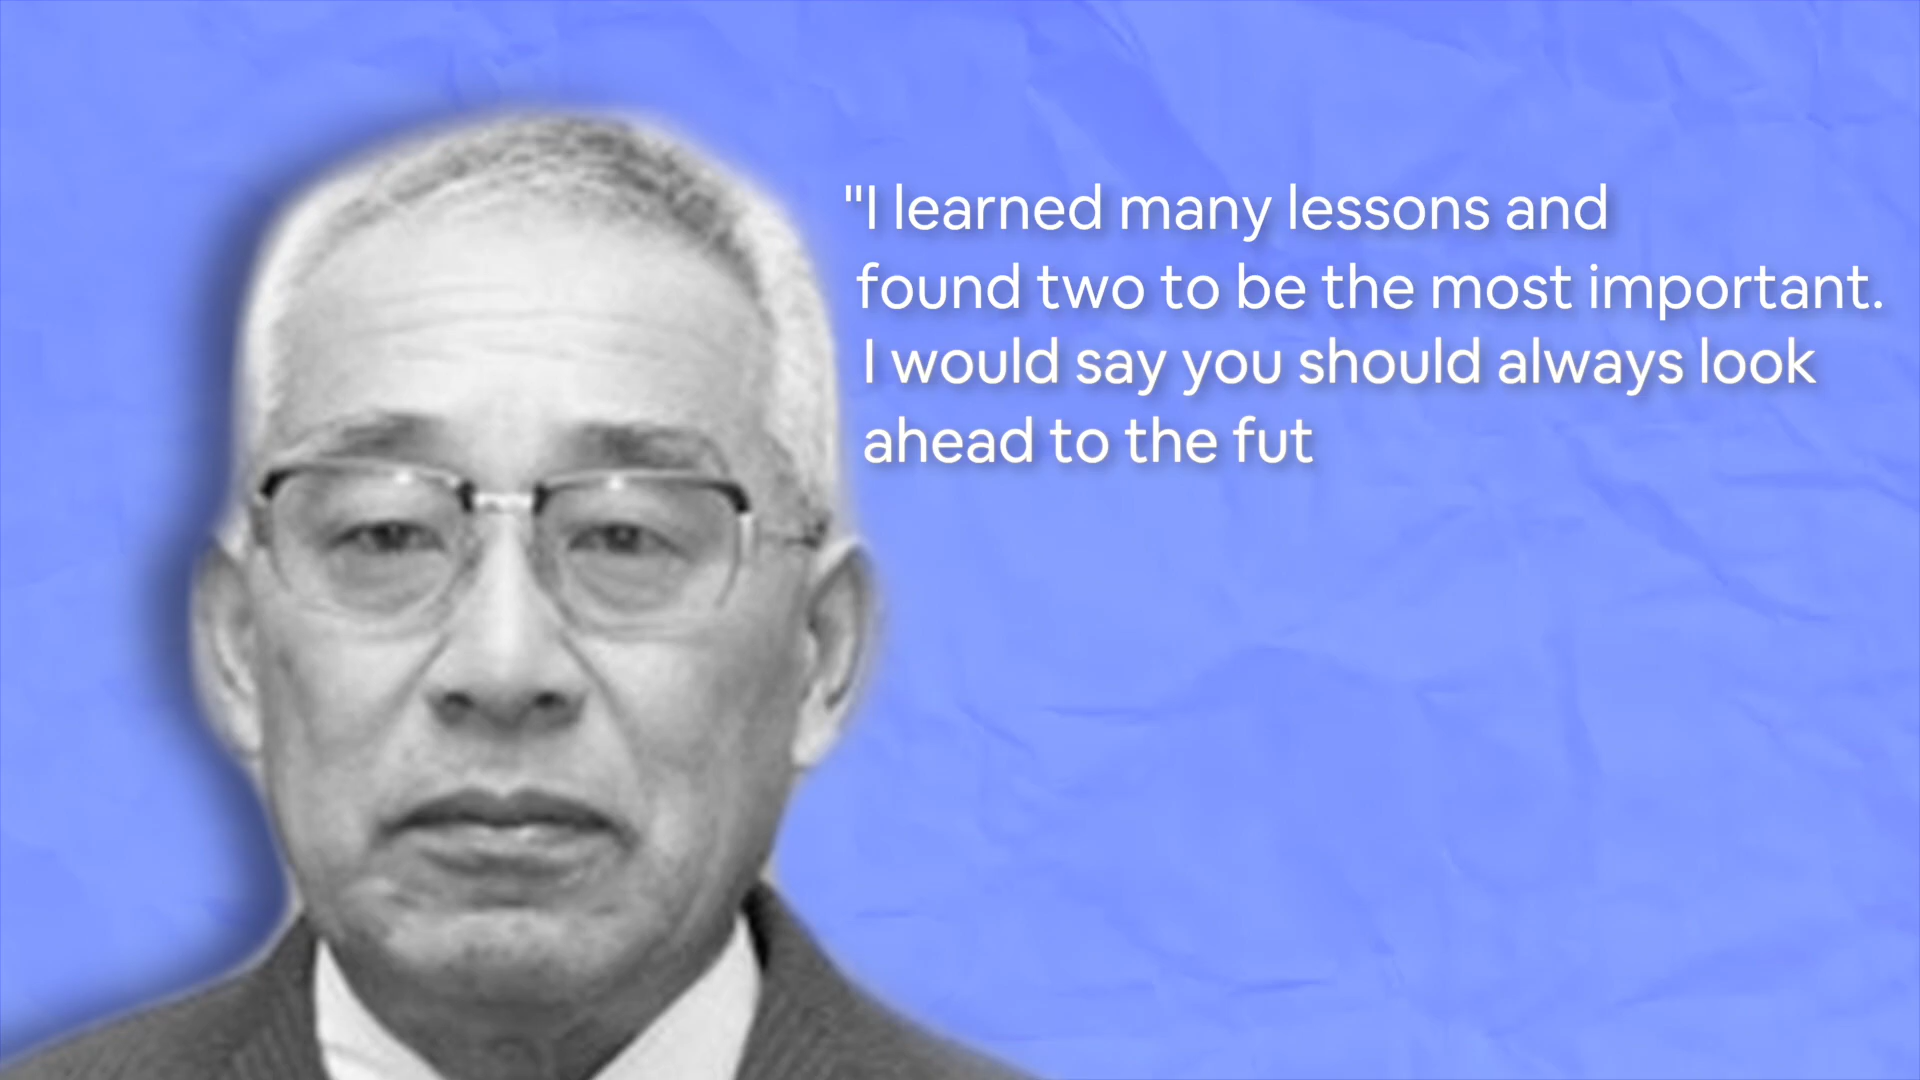 "I learned many lessons and
found two to be the most important.
I would say you should always look
ahead to the fut